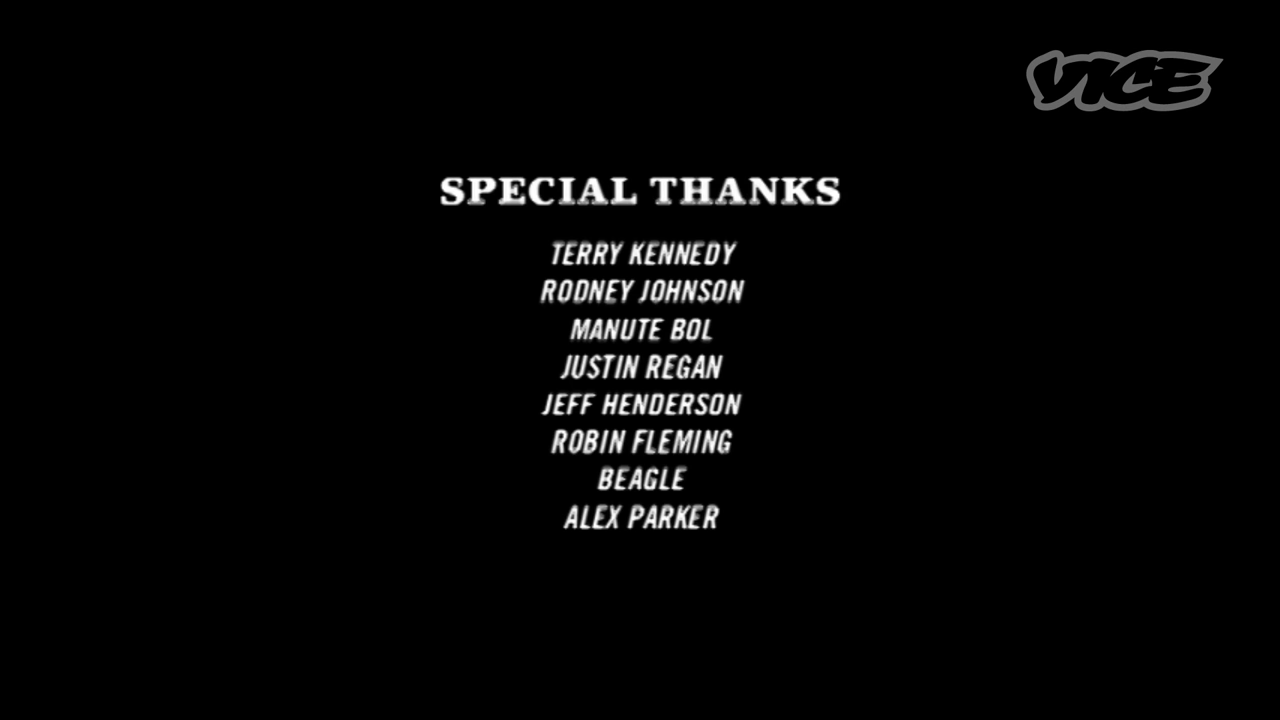 VICE
SPECIAL THANKS
TERRY KENNEDY
RODNEY JOHNSON
MANUTE BOL
JUSTIN REGAN
JEFF HENDERSON
ROBIN FLEMING
BEAGLE
ALEX PARKER